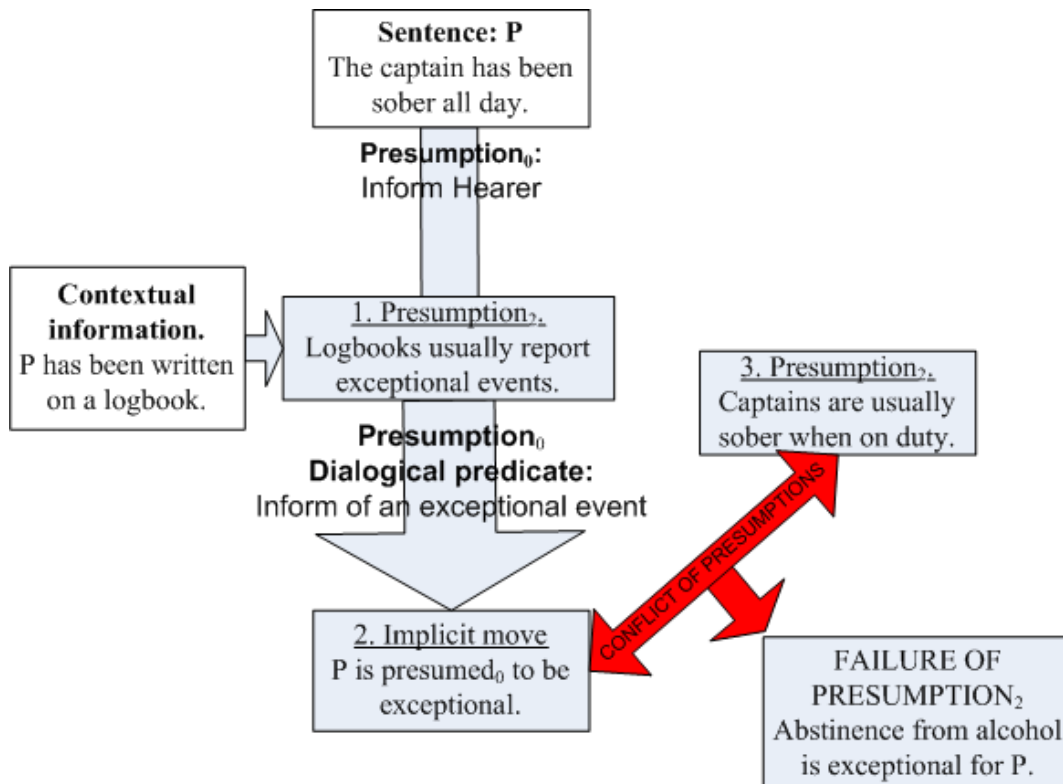 Sentence: P
The captain has been
sober all day.
Presumption₀:
Inform Hearer
Contextual
information.
P has been written
on a logbook.
1. Presumption₂.
Logbooks usually report
exceptional events.
3. Presumption₂.
Captains are usually
sober when on duty.
Presumption₀
Dialogical predicate:
Inform of an exceptional event
CONFLICT OF PRESUMPTIONS
2. Implicit move
P is presumed₀ to be
exceptional.
FAILURE OF
PRESUMPTION₂
Abstinence from alcohol
is exceptional for P.